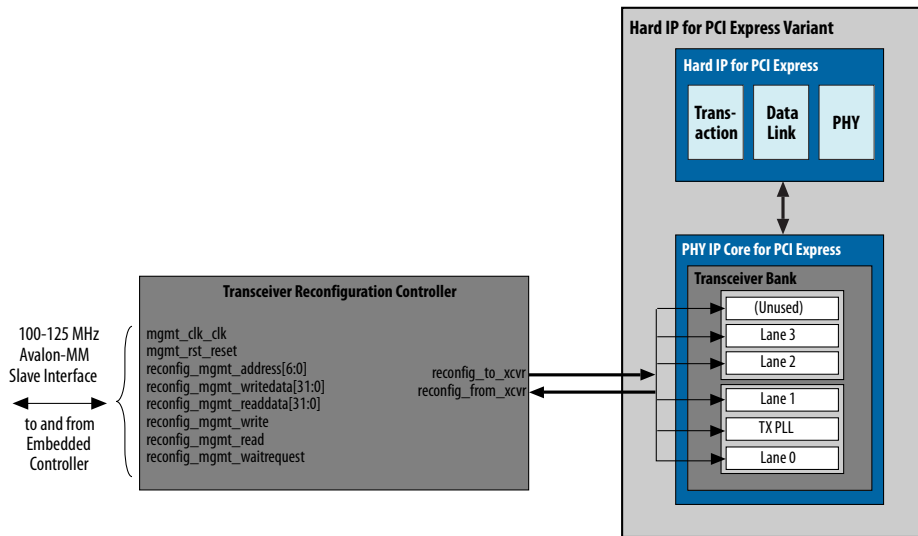 Hard IP for PCI Express Variant
Hard IP for PCI Express
Trans-
action
Data
Link
PHY
PHY IP Core for PCI Express
Transceiver Bank
(Unused)
Lane 3
Lane 2
Lane 1
TX PLL
Lane 0
Transceiver Reconfiguration Controller
mgmt_clk_clk
mgmt_rst_reset
reconfig_mgmt_address[6:0]
reconfig_mgmt_writedata[31:0]
reconfig_mgmt_readdata[31:0]
reconfig_mgmt_write
reconfig_mgmt_read
reconfig_mgmt_waitrequest
reconfig_to_xcvr
reconfig_from_xcvr
100-125 MHz
Avalon-MM
Slave Interface
to and from
Embedded
Controller